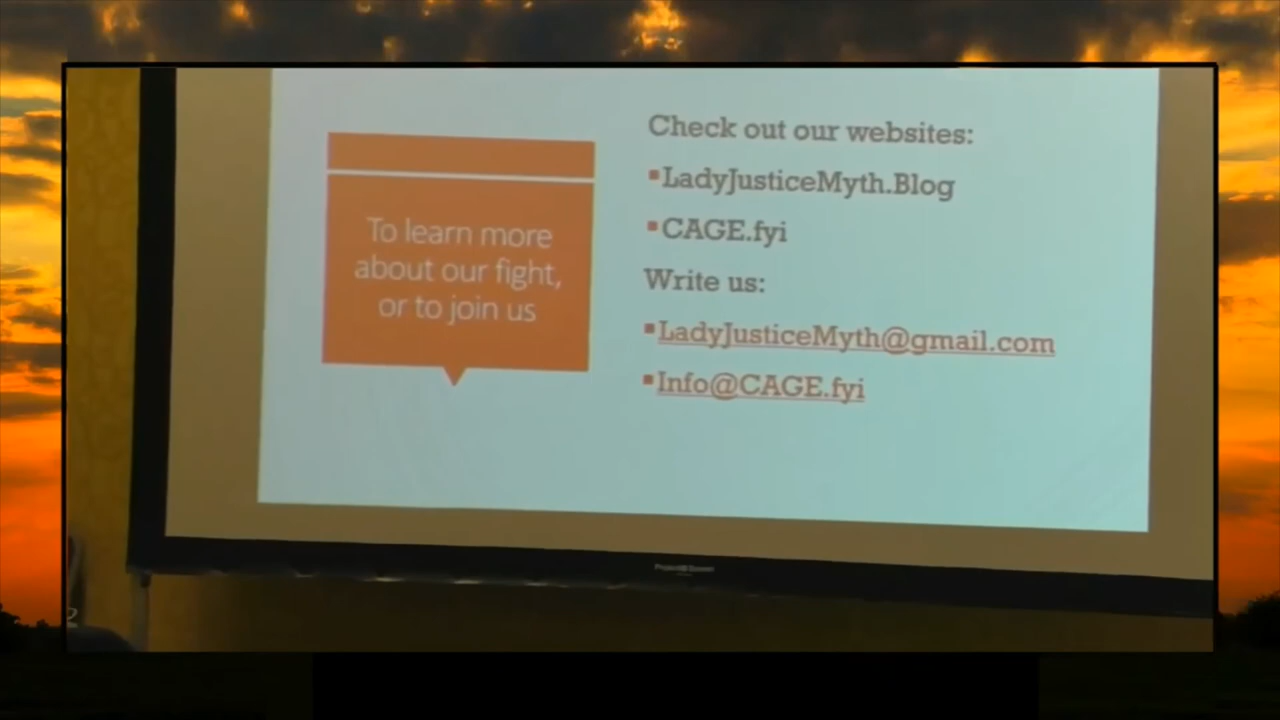 To learn more
about our fight,
or to join us
Check out our websites:
▪LadyJusticeMyth.Blog
▪CAGE.fyi
Write us:
▪LadyJusticeMyth@gmail.com
▪Info@CAGE.fyi